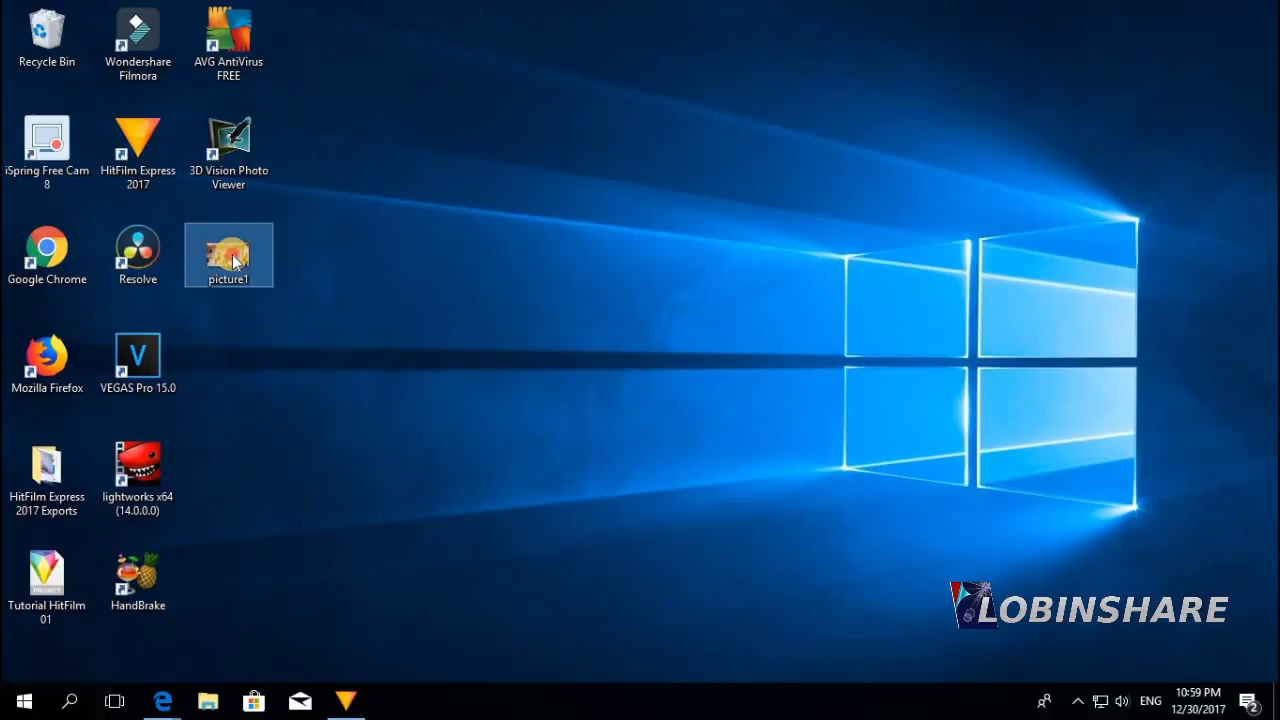 Recycle Bin
Wondershare
Filmora
AVG AntiVirus
FREE
iSpring Free Cam
8
HitFilm Express
2017
3D Vision Photo
Viewer
Google Chrome
Resolve
picture1
Mozilla Firefox
V
VEGAS Pro 15.0
HitFilm Express
2017 Exports
lightworks x64
(14.0.0.0)
PROJECT
Tutorial HitFilm
01
HandBrake
LOBINSHARE
ENG
10:59 PM
12/30/2017
2